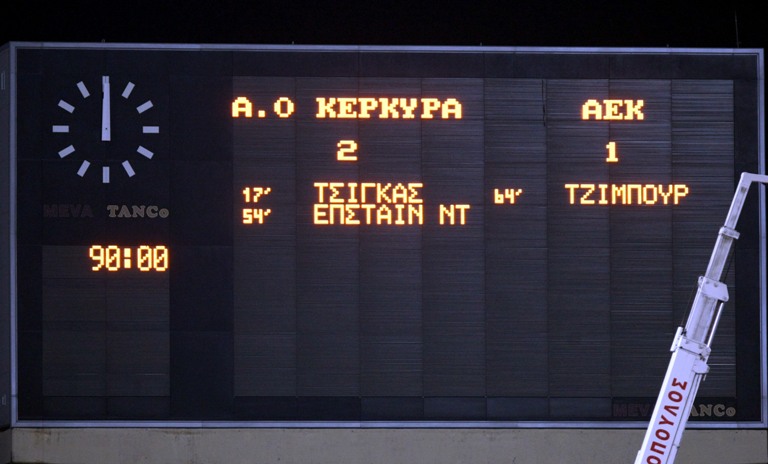 Α.Ο ΚΕΡΚΥΡΑ ΑΕΚ
2 1
17' ΤΣΙΓΚΑΣ 64' ΤΖΙΜΠΟΥΡ
54' ΕΠΣΤΑΙΝ ΝΤ
MEVA TANCo
90:00
MEVA TANCo
ΟΠΟΥΛΟΣ